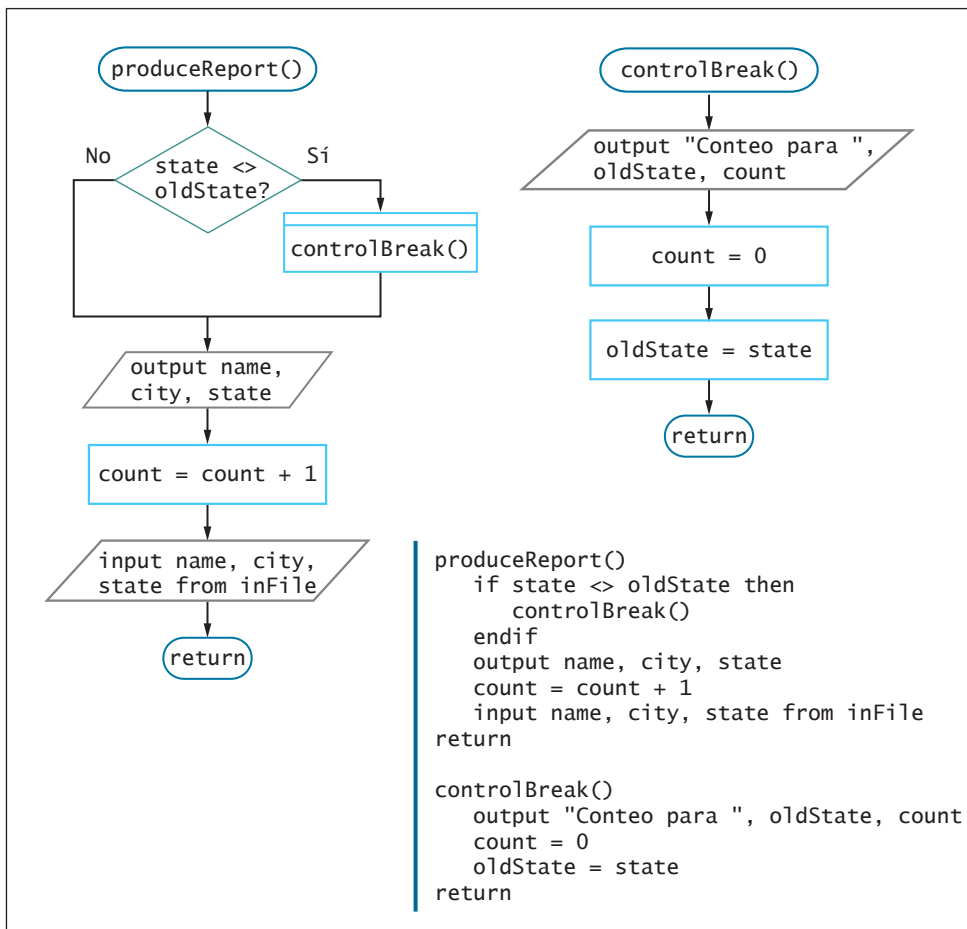 produceReport()
No
Sí
state <>
oldState?
controlBreak()
output name,
city, state
count = count + 1
input name, city,
state from inFile
return
controlBreak()
output "Conteo para ",
oldState, count
count = 0
oldState = state
return
produceReport()
   if state <> oldState then
      controlBreak()
   endif
   output name, city, state
   count = count + 1
   input name, city, state from inFile
return
controlBreak()
   output "Conteo para ", oldState, count
   count = 0
   oldState = state
return